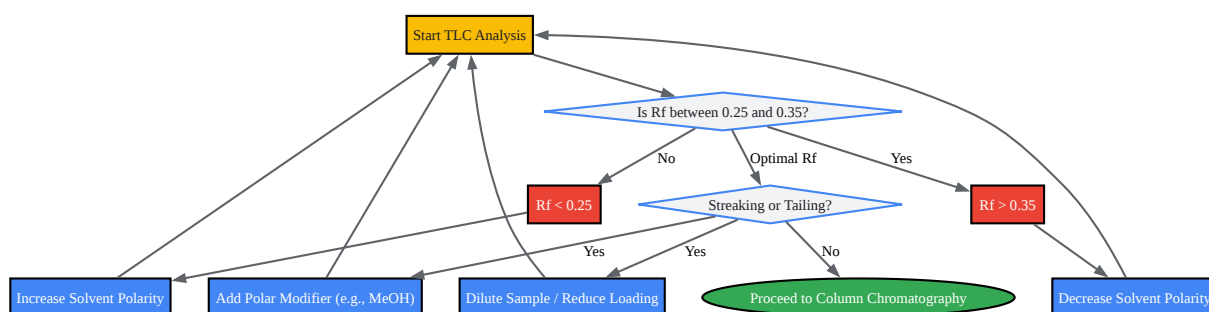 Start TLC Analysis
Is Rf between 0.25 and 0.35?
No
Optimal Rf
Yes
Rf < 0.25
Streaking or Tailing?
Rf > 0.35
Yes
Yes
No
Increase Solvent Polarity
Add Polar Modifier (e.g., MeOH)
Dilute Sample / Reduce Loading
Proceed to Column Chromatography
Decrease Solvent Polarity